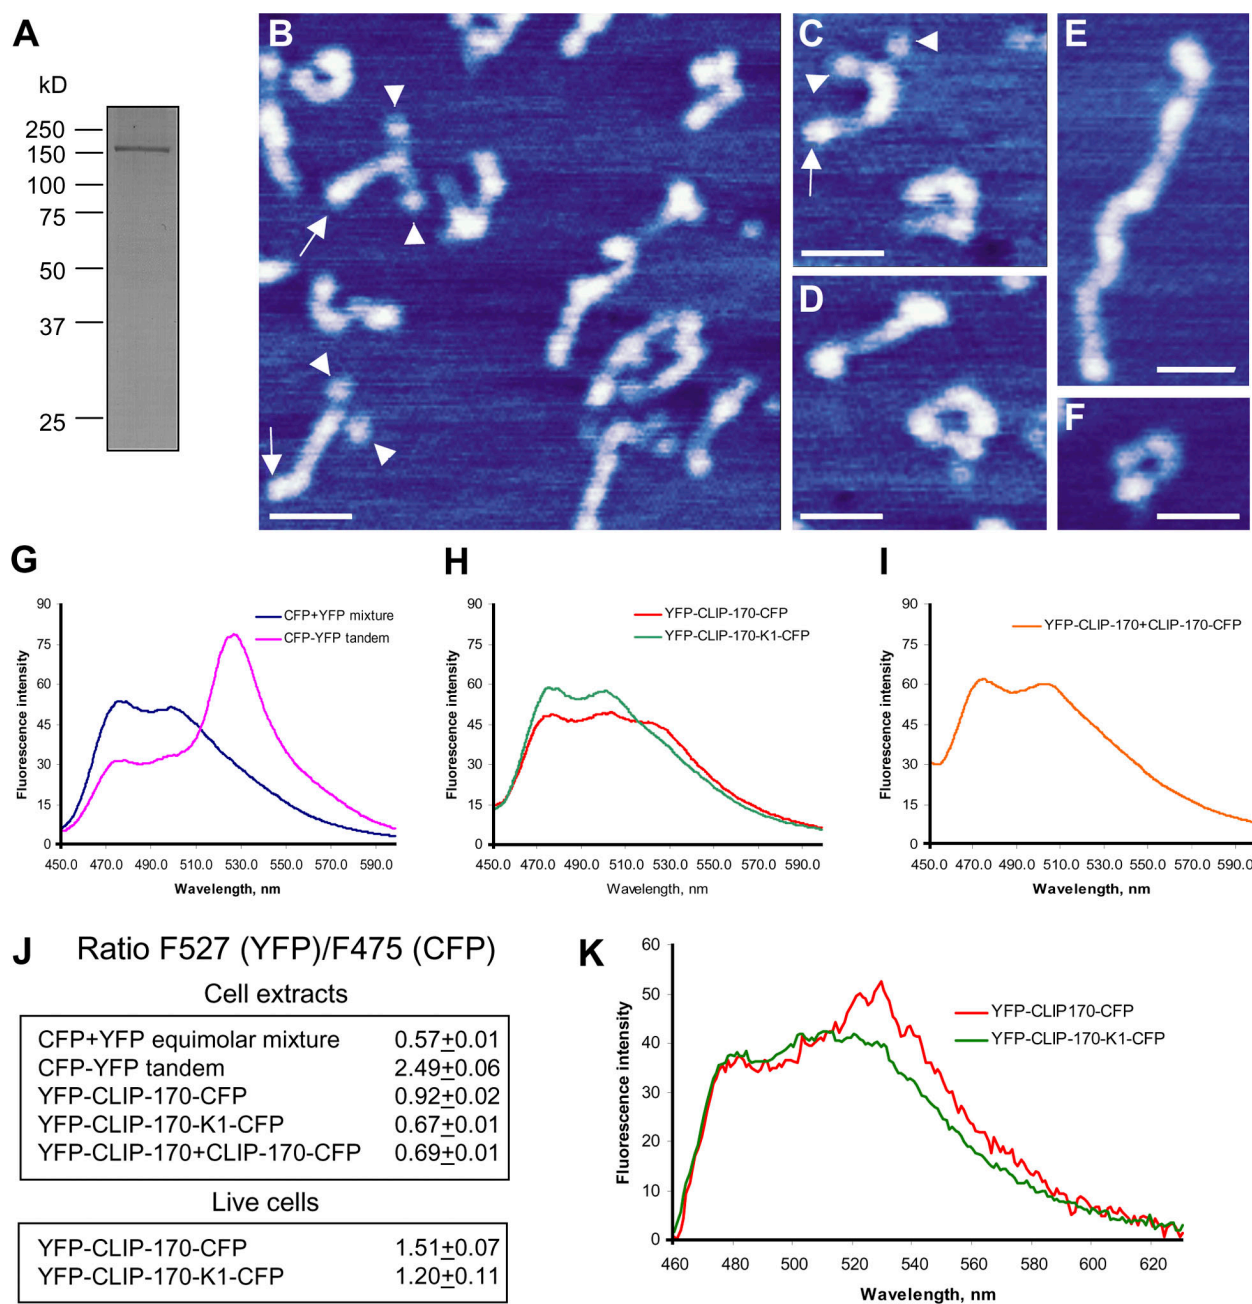 A
kD
250
150
100
75
50
37
25
B
C
D
E
F
G
90
75
60
45
30
15
0
Fluorescence intensity
CFP+YFP mixture
CFP-YFP tandem
450.0 470.0 490.0 510.0 530.0 550.0 570.0 590.0
Wavelength, nm
H
90
75
60
45
30
15
0
Fluorescence intensity
YFP-CLIP-170-CFP
YFP-CLIP-170-K1-CFP
450.0 470.0 490.0 510.0 530.0 550.0 570.0 590.0
Wavelength, nm
I
90
75
60
45
30
15
0
Fluorescence intensity
YFP-CLIP-170+CLIP-170-CFP
450.0 470.0 490.0 510.0 530.0 550.0 570.0 590.0
Wavelength, nm
J Ratio F527 (YFP)/F475 (CFP)
Cell extracts
CFP+YFP equimolar mixture 0.57±0.01
CFP-YFP tandem 2.49±0.06
YFP-CLIP-170-CFP 0.92±0.02
YFP-CLIP-170-K1-CFP 0.67±0.01
YFP-CLIP-170+CLIP-170-CFP 0.69±0.01
Live cells
YFP-CLIP-170-CFP 1.51±0.07
YFP-CLIP-170-K1-CFP 1.20±0.11
K
60
50
40
30
20
10
0
Fluorescence intensity
YFP-CLIP170-CFP
YFP-CLIP-170-K1-CFP
460 480 500 520 540 560 580 600 620
Wavelength, nm